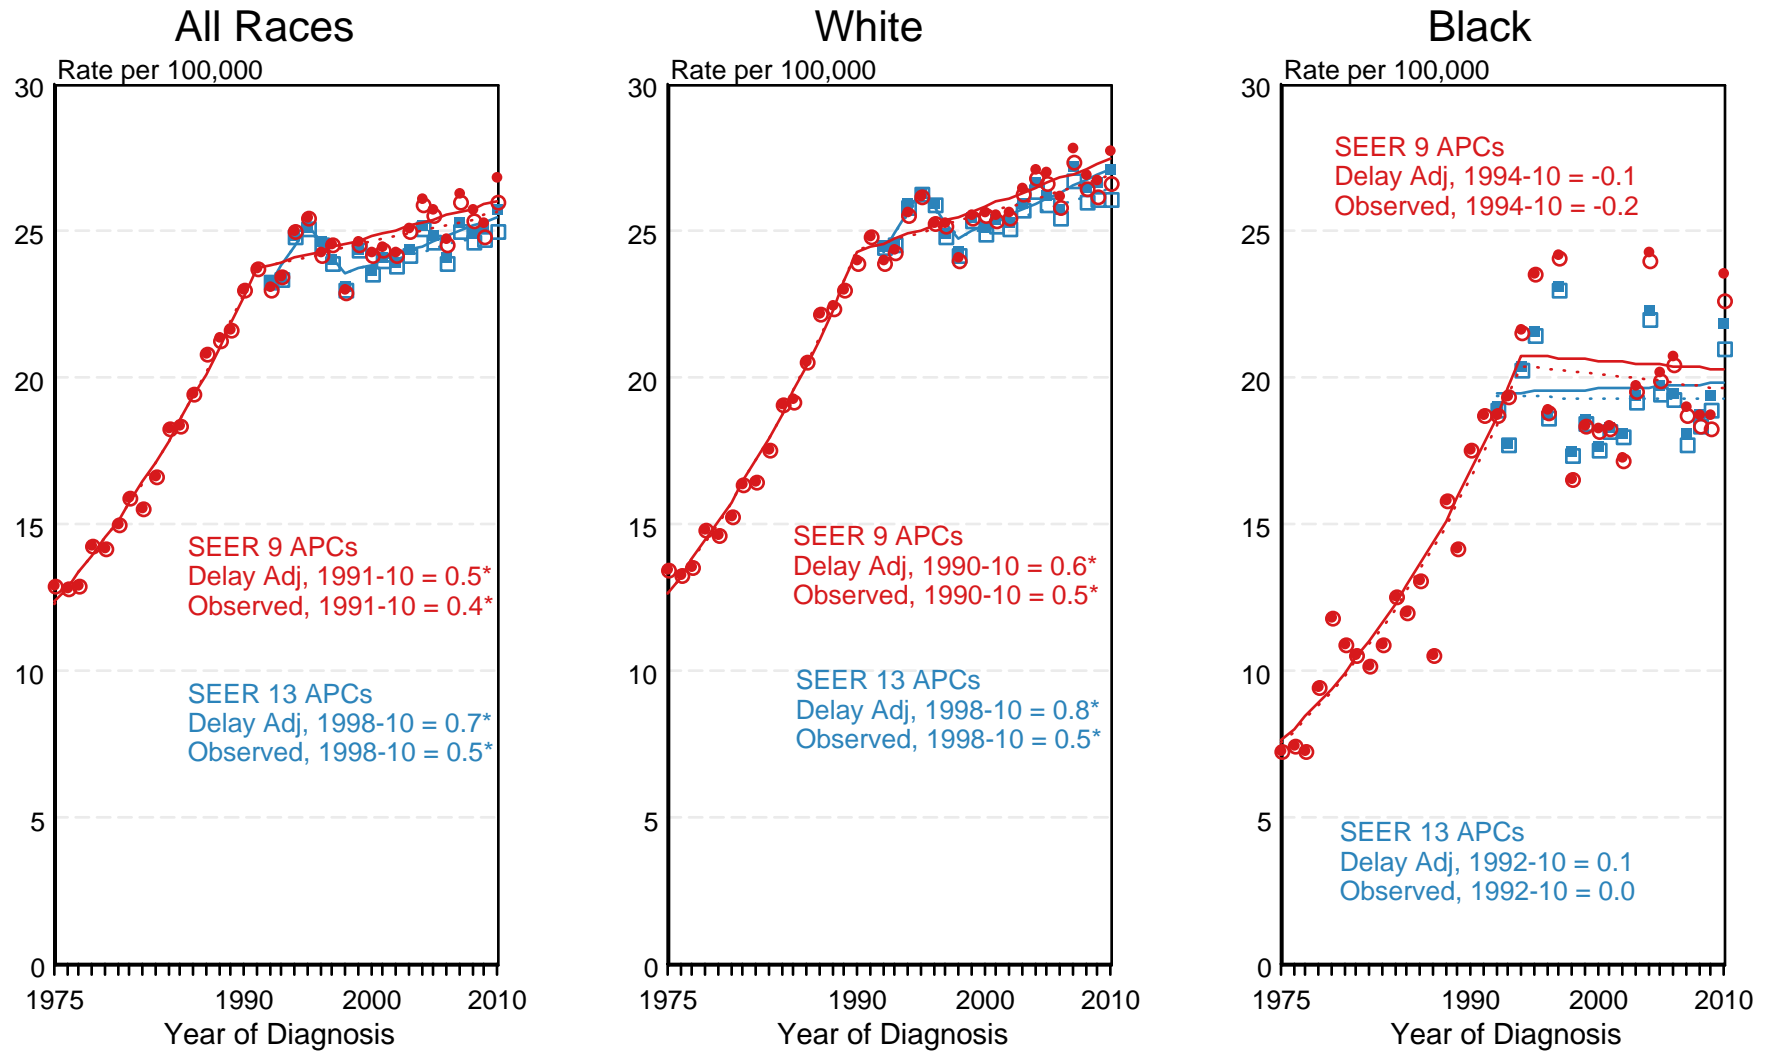 All Races
Rate per 100,000
30
25
20
15
10
5
0
SEER 9 APCs
Delay Adj, 1991-10 = 0.5*
Observed, 1991-10 = 0.4*
SEER 13 APCs
Delay Adj, 1998-10 = 0.7*
Observed, 1998-10 = 0.5*
1975 1990 2000 2010
Year of Diagnosis
White
Rate per 100,000
30
25
20
15
10
5
0
SEER 9 APCs
Delay Adj, 1990-10 = 0.6*
Observed, 1990-10 = 0.5*
SEER 13 APCs
Delay Adj, 1998-10 = 0.8*
Observed, 1998-10 = 0.5*
1975 1990 2000 2010
Year of Diagnosis
Black
Rate per 100,000
30
25
20
15
10
5
0
SEER 9 APCs
Delay Adj, 1994-10 = -0.1
Observed, 1994-10 = -0.2
SEER 13 APCs
Delay Adj, 1992-10 = 0.1
Observed, 1992-10 = 0.0
1975 1990 2000 2010
Year of Diagnosis